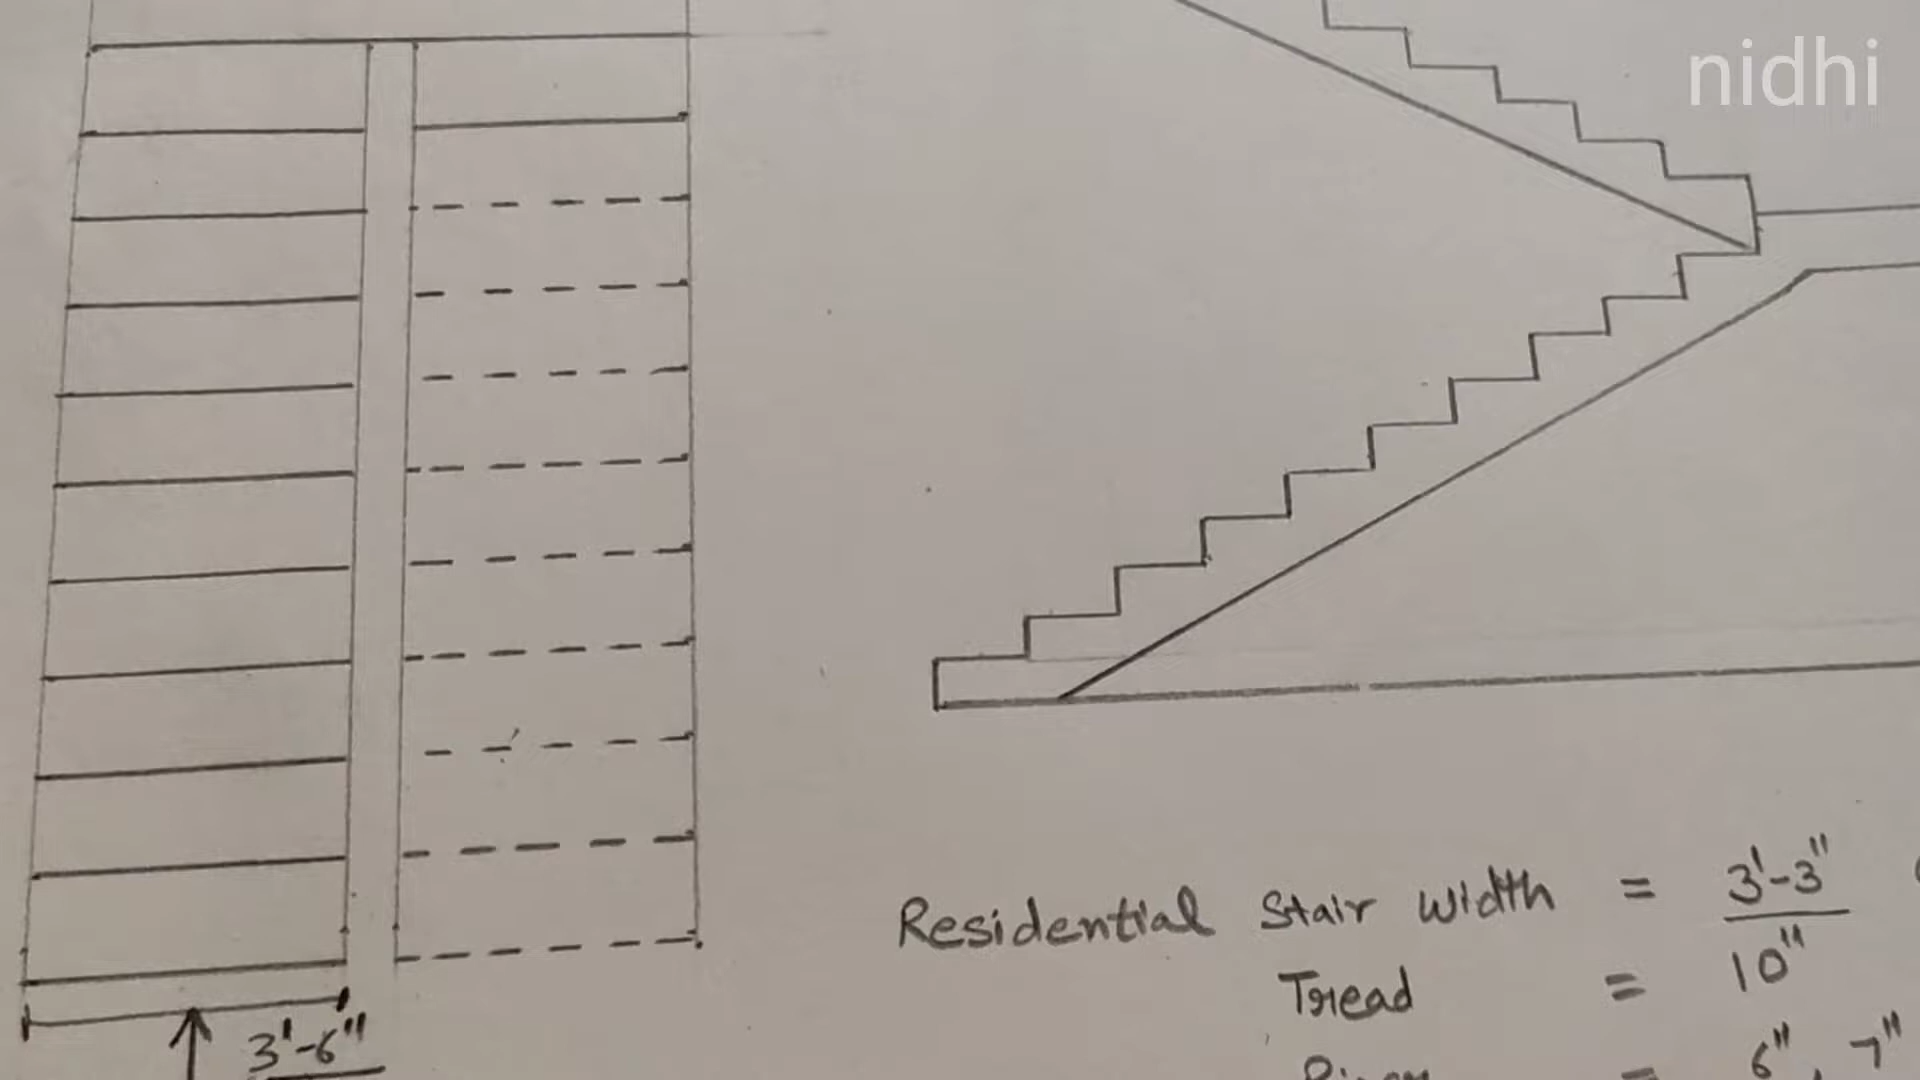 nidhi
Residential Stair width = 3'-3"
Tread = 10"
= 6", 7"
3'-6"